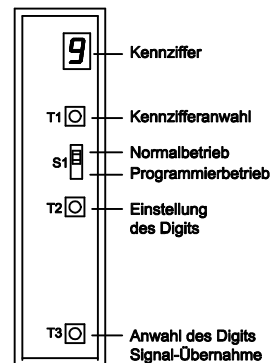 9 Kennziffer
T1 Kennzifferanwahl
Normalbetrieb
S1
Programmierbetrieb
T2 Einstellung
des Digits
T3 Anwahl des Digits
Signal-Übernahme